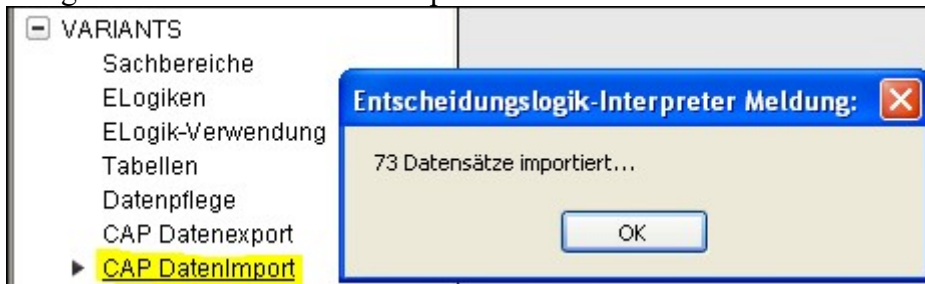 VARIANTS
Sachbereiche
ELogiken
ELogik-Verwendung
Tabellen
Datenpflege
CAP Datenexport
CAP DatenImport
Entscheidungslogik-Interpreter Meldung:
73 Datensätze importiert...
OK